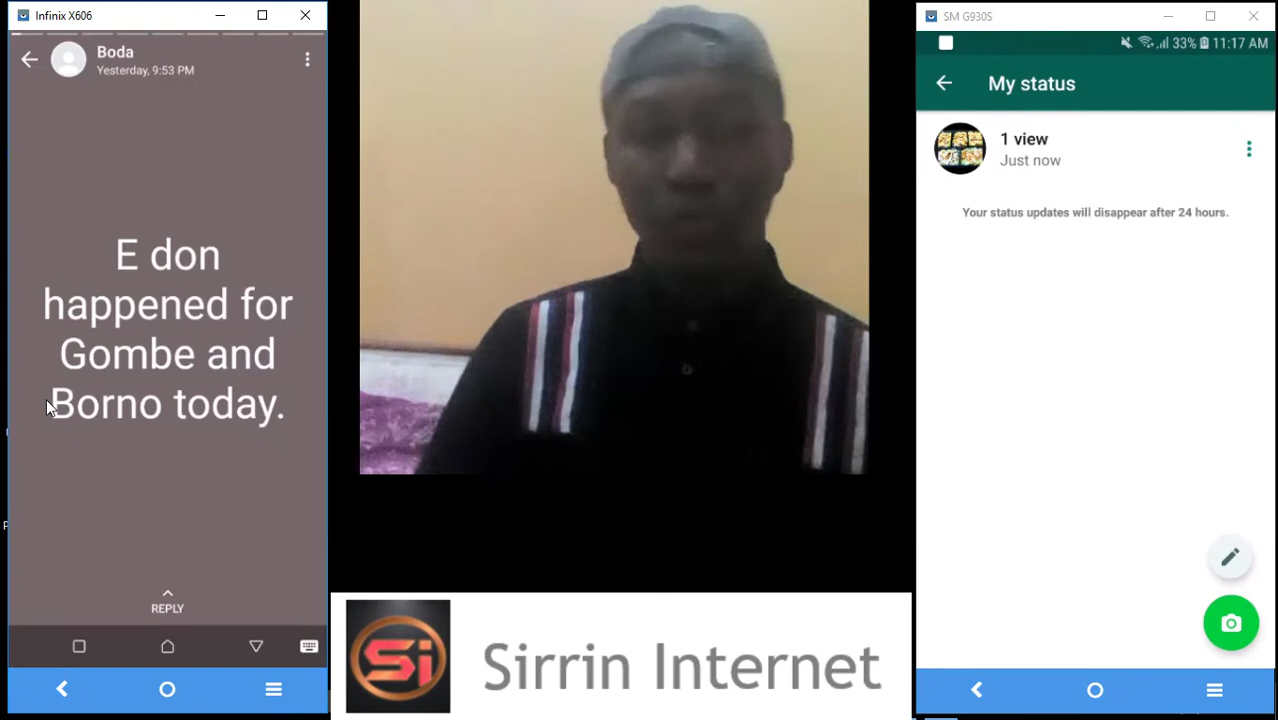 Infinix X606
Boda
Yesterday, 9:53 PM
E don
happened for
Gombe and
Borno today.
REPLY
Si
Sirrin Internet
SM G930S
33% 11:17 AM
My status
1 view
Just now
Your status updates will disappear after 24 hours.